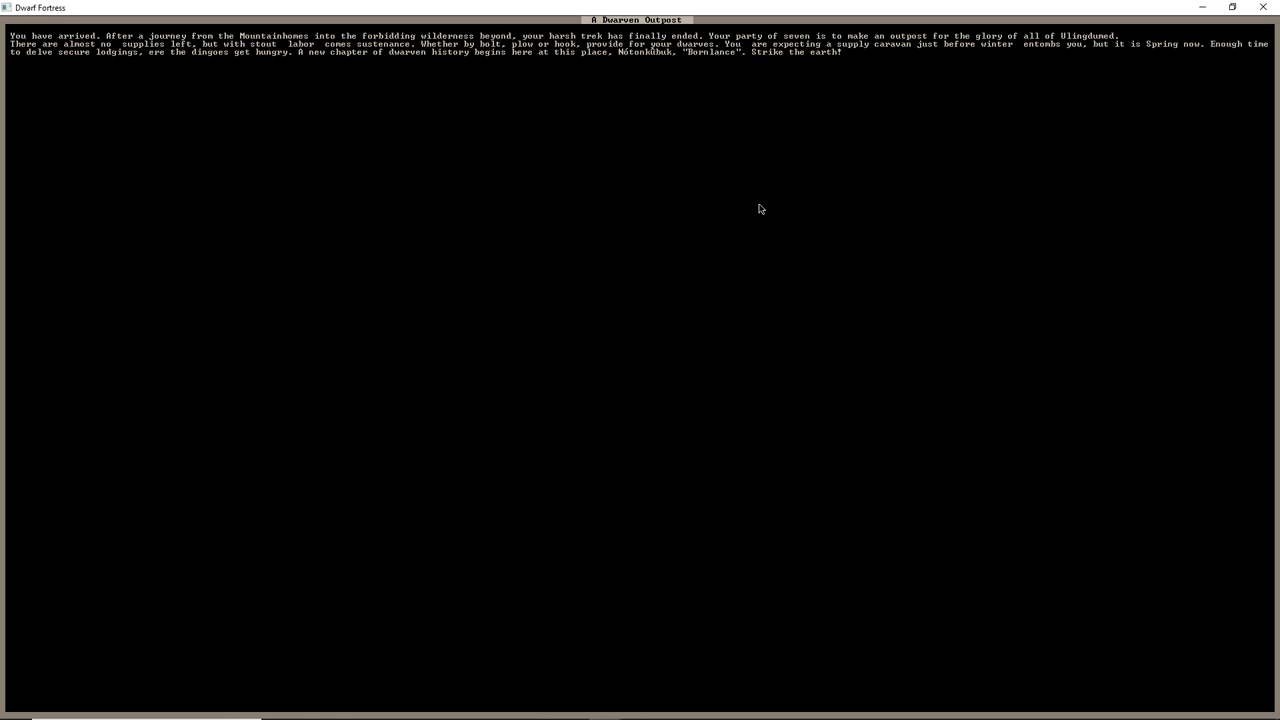 Dwarf Fortress
A Dwarven Outpost
You have arrived. After a journey from the Mountainhomes into the forbidding wilderness beyond, your harsh trek has finally ended. Your party of seven is to make an outpost for the glory of all of Ulingdumed.
There are almost no  supplies left, but with stout  labor  comes sustenance. Whether by bolt, plow or hook, provide for your dwarves. You  are expecting a supply caravan just before winter  entombs you, but it is Spring now. Enough time
to delve secure lodgings, ere the dingoes get hungry. A new chapter of dwarven history begins here at this place, Nótonkûbuk, "Bornlance". Strike the earth!